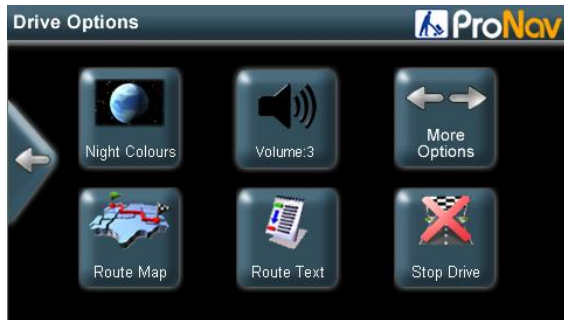 Drive Options
ProNav
Night Colours
Volume:3
More
Options
Route Map
Route Text
Stop Drive